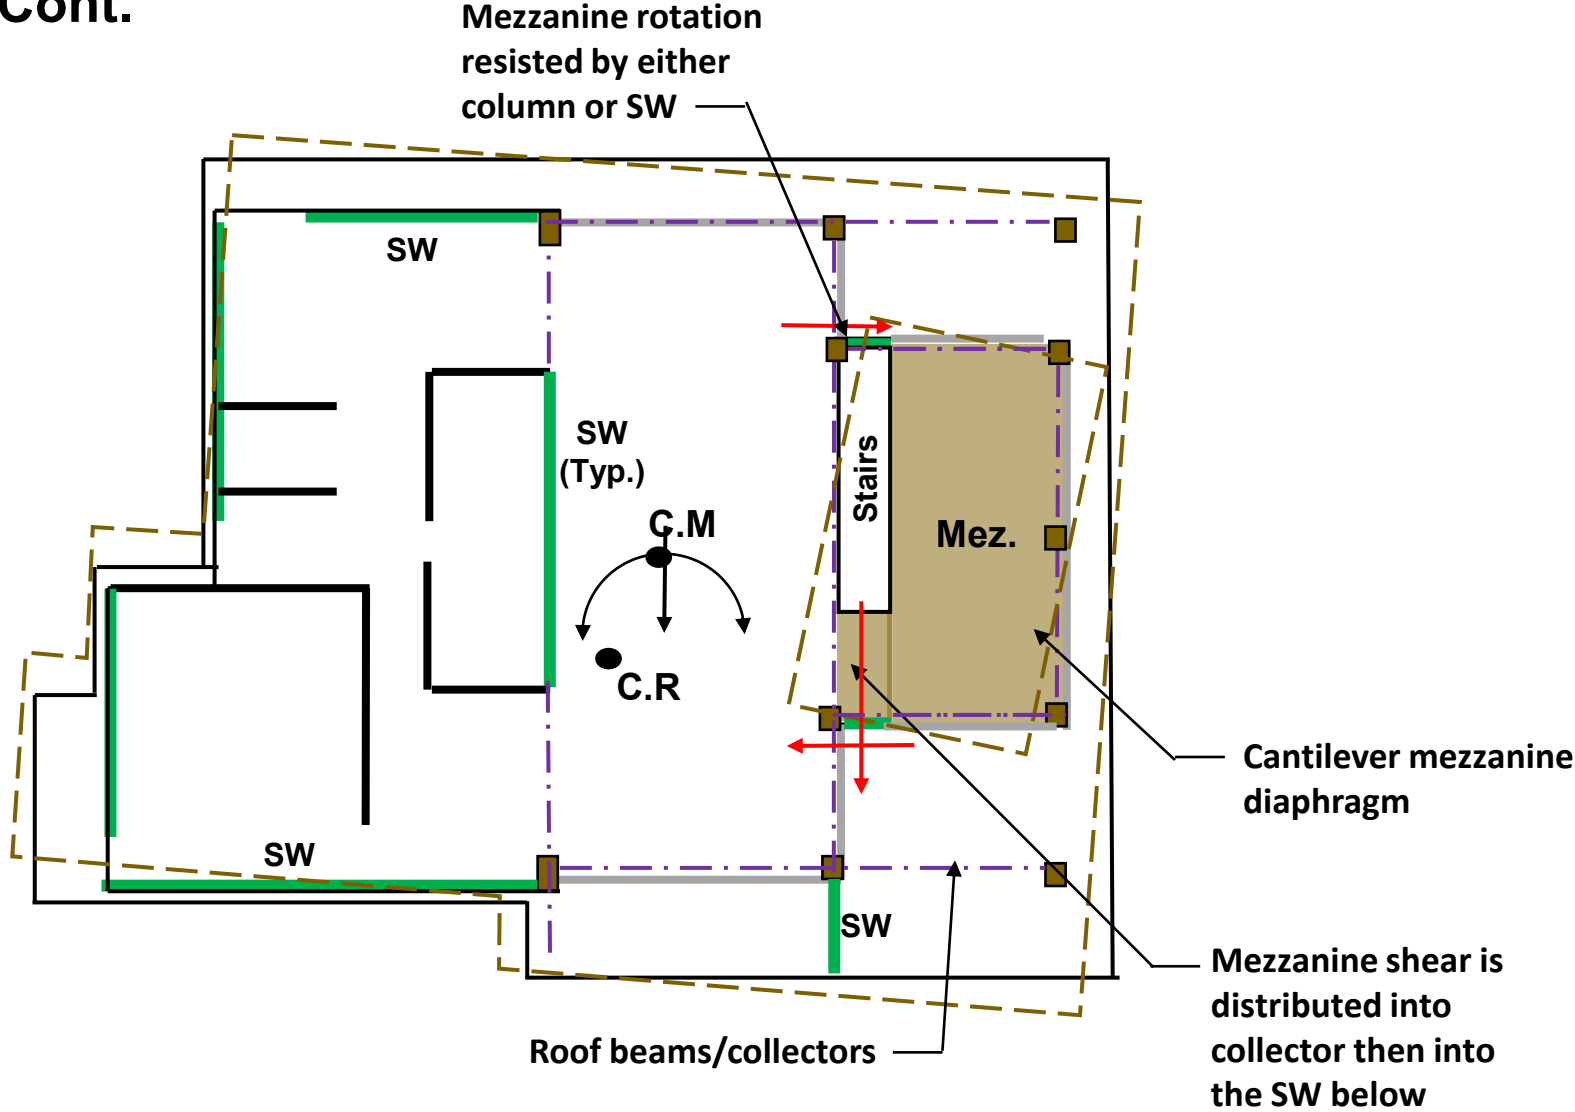 Cont.
Mezzanine rotation
resisted by either
column or SW
SW
SW
(Typ.)
C.M
C.R
Stairs
Mez.
Cantilever mezzanine
diaphragm
SW
SW
Mezzanine shear is
distributed into
collector then into
the SW below
Roof beams/collectors